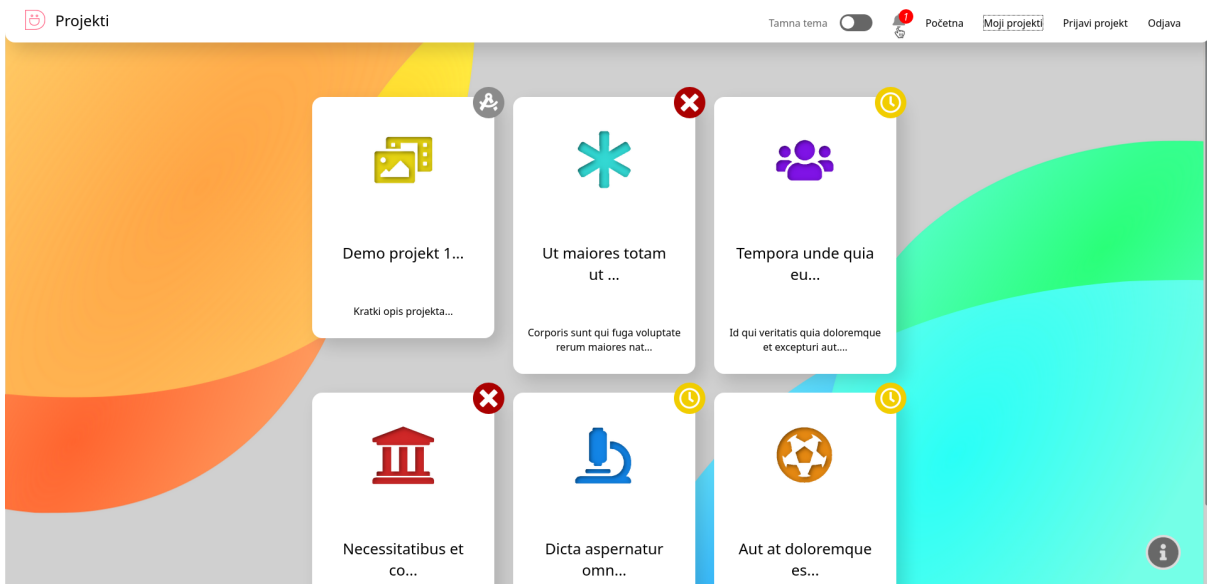 Projekti
Tamna tema
1
Početna
Moji projekti
Prijavi projekt
Odjava
Demo projekt 1...
Kratki opis projekta...
Ut maiores totam
ut ...
Corporis sunt qui fuga voluptate
rerum maiores nat...
Tempora unde quia
eu...
Id qui veritatis quia doloremque
et excepturi aut....
Necessitatibus et
co...
Dicta aspernatur
omn...
Aut at doloremque
es...